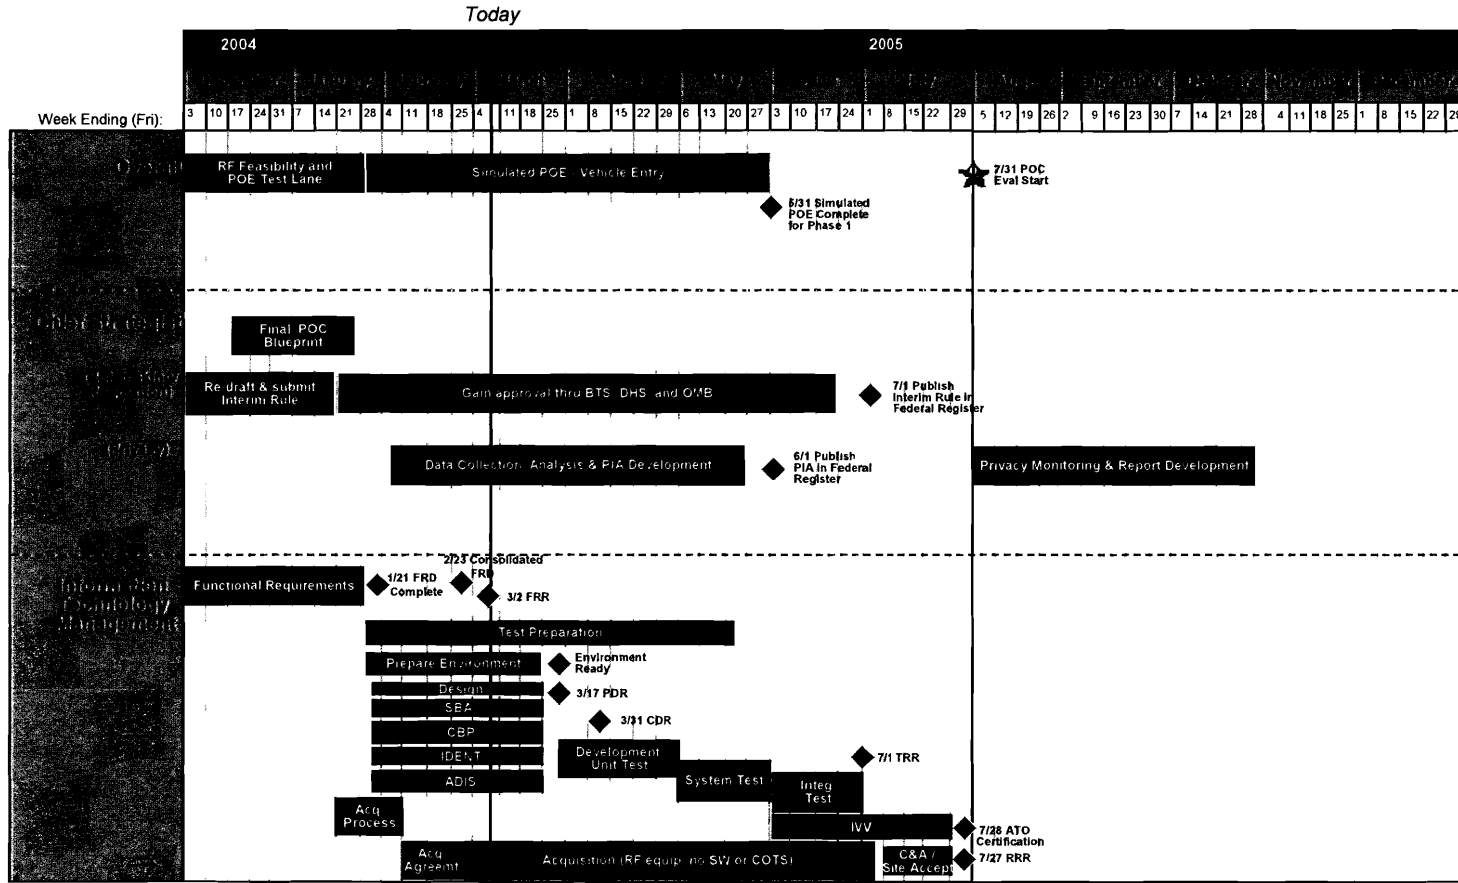 Today
2004 2005
Week Ending (Fri): 3 10 17 24 31 7 14 21 28 4 11 18 25 4 11 18 25 1 8 15 22 29 6 13 20 27 3 10 17 24 1 8 15 22 29 5 12 19 26 2 9 16 23 30 7 14 21 28 4 11 18 25 1 8 15 22 29
RF Feasibility and
POE Test Lane
Simulated POE - Vehicle Entry
7/31 POC
Eval Start
5/31 Simulated
POE Complete
for Phase 1
Final POC
Blueprint
Re-draft & submit
Interim Rule
Gain approval thru BTS, DHS, and OMB
7/1 Publish
Interim Rule in
Federal Register
Data Collection, Analysis & PIA Development
6/1 Publish
PIA in Federal
Register
Privacy Monitoring & Report Development
Information
Technology
Management
Functional Requirements
1/21 FRD
Complete
2/23 Consolidated
FRD
3/2 FRR
Test Preparation
Prepare Environment
Environment
Ready
Design
3/17 PDR
SBA
CBP
3/31 CDR
IDENT
ADIS
Development
Unit Test
System Test
7/1 TRR
Integ
Test
Acq
Process
IVV
7/28 ATO
Certification
Acq
Agreemt
Acquisition (RF equip, no SW or COTS)
C&A /
Site Accept
7/27 RRR